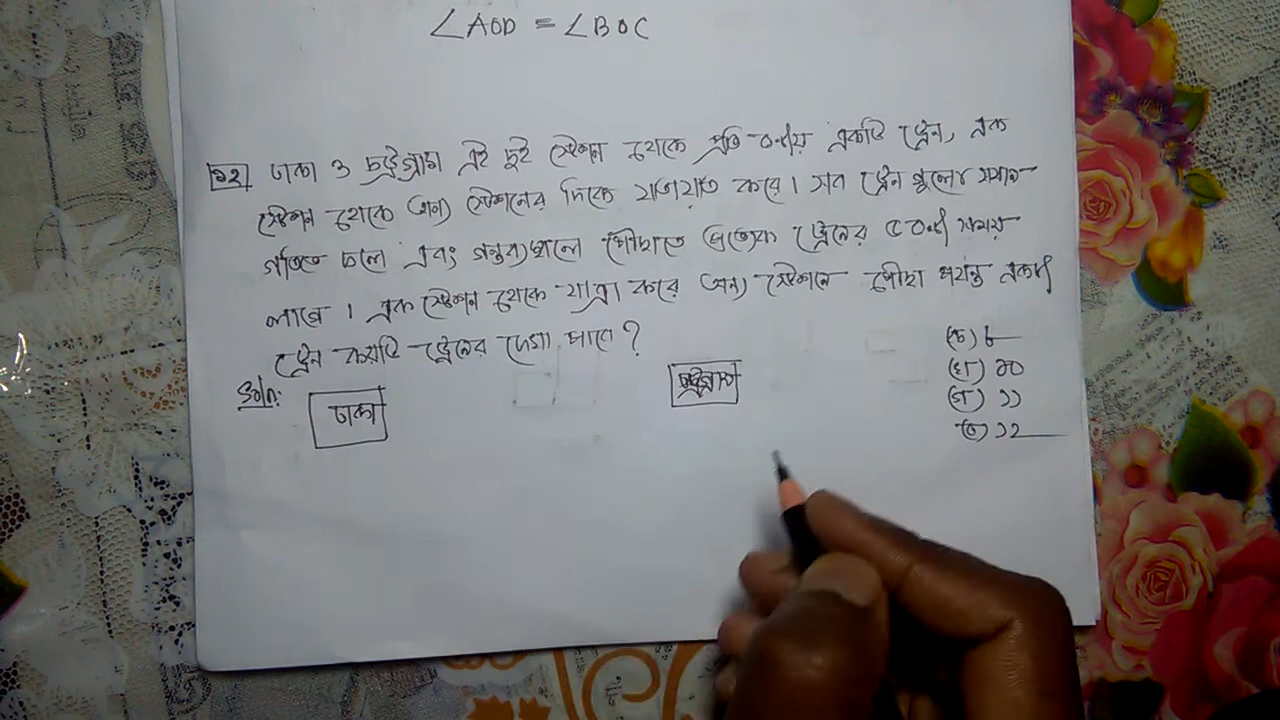 ∠AOD = ∠BOC
১২ ঢাকা ও চট্টগ্রাম এই দুই স্টেশন থেকে প্রতি ঘণ্টায় একটি ট্রেন, এক
স্টেশন থেকে অন্য স্টেশনের দিকে যাতায়াত করে। সব ট্রেন গুলোই সমান
গতিতে চলে এবং গন্তব্যস্থলে পৌছাতে প্রত্যেক ট্রেনের ৫ ঘণ্টা সময়
লাগে। এক স্টেশন থেকে যাত্রা করে অন্য স্টেশনে পৌছা পর্যন্ত একটা
ট্রেন কয়টি ট্রেনের দেখা পাবে?
(ক) ৮
(খ) ১০
(গ) ১১
(ঘ) ১২
Soln:
ঢাকা
চট্টগ্রাম